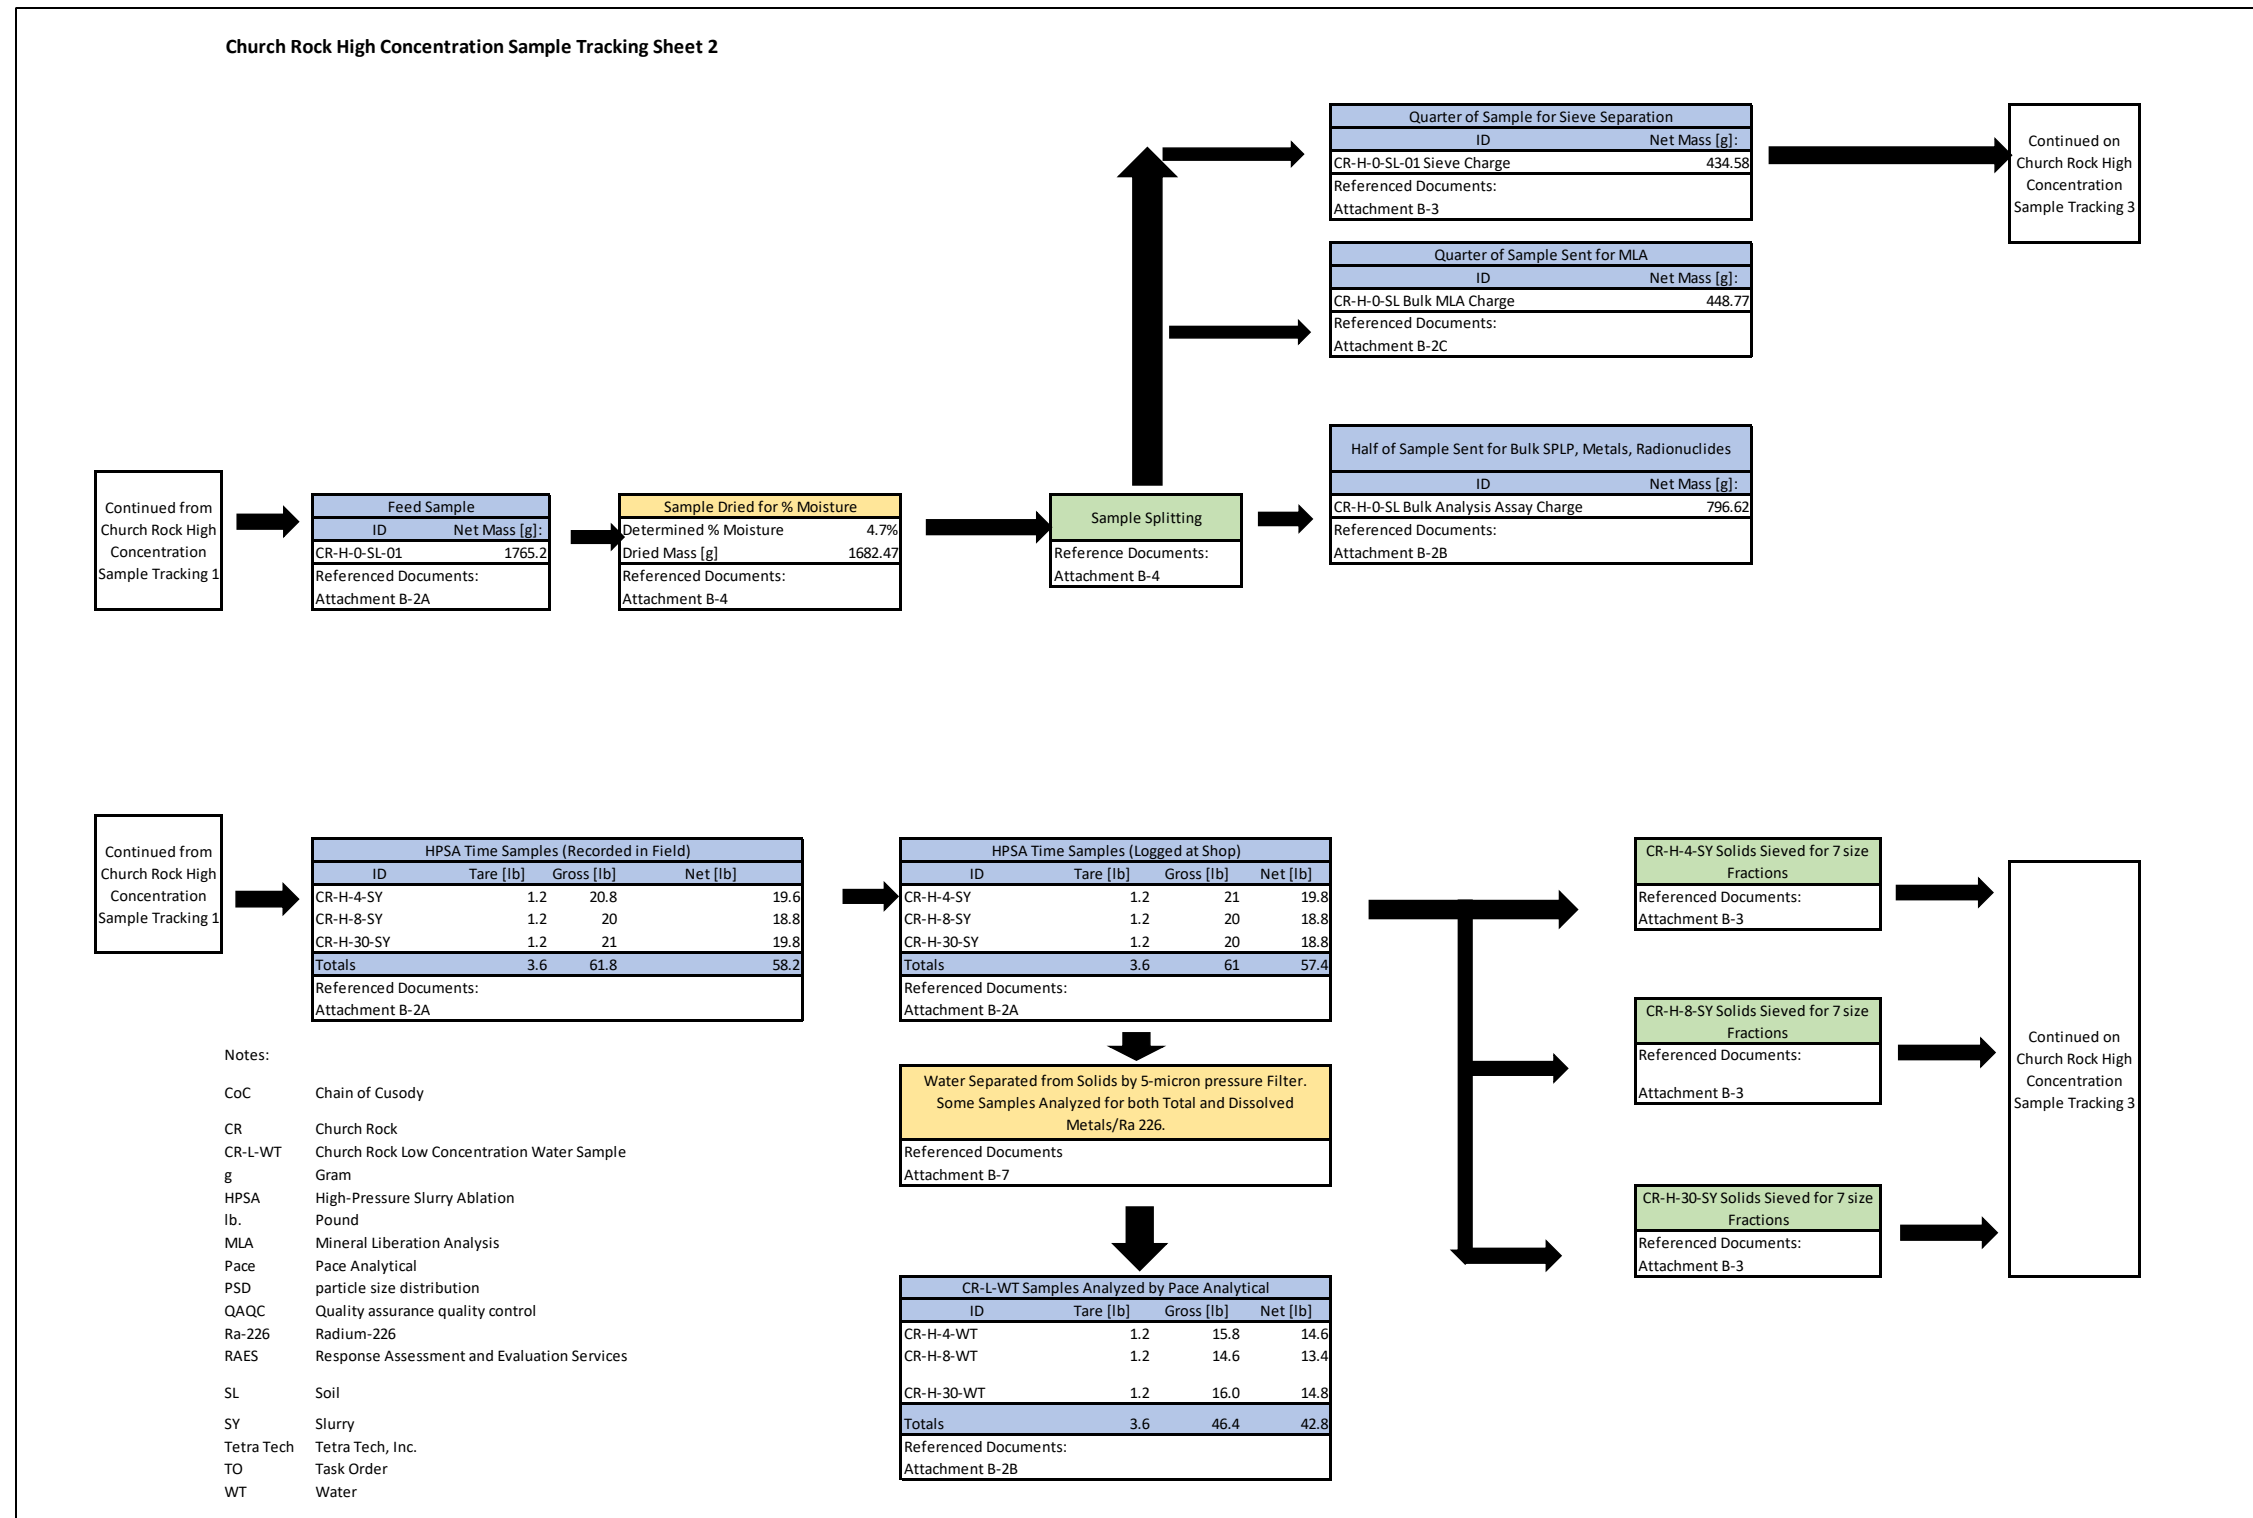 Church Rock High Concentration Sample Tracking Sheet 2
Quarter of Sample for Sieve Separation
ID Net Mass [g]:
CR-H-0-SL-01 Sieve Charge 434.58
Referenced Documents:
Attachment B-3
Continued on
Church Rock High
Concentration
Sample Tracking 3
Quarter of Sample Sent for MLA
ID Net Mass [g]:
CR-H-0-SL Bulk MLA Charge 448.77
Referenced Documents:
Attachment B-2C
Continued from
Church Rock High
Concentration
Sample Tracking 1
Feed Sample
ID Net Mass [g]:
CR-H-0-SL-01 1765.2
Referenced Documents:
Attachment B-2A
Sample Dried for % Moisture
Determined % Moisture 4.7%
Dried Mass [g] 1682.47
Referenced Documents:
Attachment B-4
Sample Splitting
Reference Documents:
Attachment B-4
Half of Sample Sent for Bulk SPLP, Metals, Radionuclides
ID Net Mass [g]:
CR-H-0-SL Bulk Analysis Assay Charge 796.62
Referenced Documents:
Attachment B-2B
Continued from
Church Rock High
Concentration
Sample Tracking 1
HPSA Time Samples (Recorded in Field)
ID Tare [lb] Gross [lb] Net [lb]
CR-H-4-SY 1.2 20.8 19.6
CR-H-8-SY 1.2 20 18.8
CR-H-30-SY 1.2 21 19.8
Totals 3.6 61.8 58.2
Referenced Documents:
Attachment B-2A
HPSA Time Samples (Logged at Shop)
ID Tare [lb] Gross [lb] Net [lb]
CR-H-4-SY 1.2 21 19.8
CR-H-8-SY 1.2 20 18.8
CR-H-30-SY 1.2 20 18.8
Totals 3.6 61 57.4
Referenced Documents:
Attachment B-2A
CR-H-4-SY Solids Sieved for 7 size
Fractions
Referenced Documents:
Attachment B-3
CR-H-8-SY Solids Sieved for 7 size
Fractions
Referenced Documents:
Attachment B-3
CR-H-30-SY Solids Sieved for 7 size
Fractions
Referenced Documents:
Attachment B-3
Continued on
Church Rock High
Concentration
Sample Tracking 3
Water Separated from Solids by 5-micron pressure Filter.
Some Samples Analyzed for both Total and Dissolved
Metals/Ra 226.
Referenced Documents
Attachment B-7
CR-L-WT Samples Analyzed by Pace Analytical
ID Tare [lb] Gross [lb] Net [lb]
CR-H-4-WT 1.2 15.8 14.6
CR-H-8-WT 1.2 14.6 13.4
CR-H-30-WT 1.2 16.0 14.8
Totals 3.6 46.4 42.8
Referenced Documents:
Attachment B-2B
Notes:
CoC Chain of Cusody
CR Church Rock
CR-L-WT Church Rock Low Concentration Water Sample
g Gram
HPSA High-Pressure Slurry Ablation
lb. Pound
MLA Mineral Liberation Analysis
Pace Pace Analytical
PSD particle size distribution
QAQC Quality assurance quality control
Ra-226 Radium-226
RAES Response Assessment and Evaluation Services
SL Soil
SY Slurry
Tetra Tech Tetra Tech, Inc.
TO Task Order
WT Water